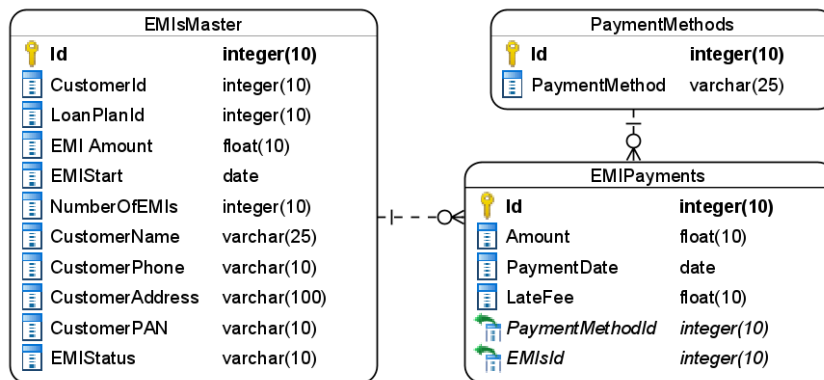 EMIsMaster
Id integer(10)
CustomerId integer(10)
LoanPlanId integer(10)
EMI Amount float(10)
EMIStart date
NumberOfEMIs integer(10)
CustomerName varchar(25)
CustomerPhone varchar(10)
CustomerAddress varchar(100)
CustomerPAN varchar(10)
EMIStatus varchar(10)
PaymentMethods
Id integer(10)
PaymentMethod varchar(25)
EMIPayments
Id integer(10)
Amount float(10)
PaymentDate date
LateFee float(10)
PaymentMethodId integer(10)
EMIsId integer(10)